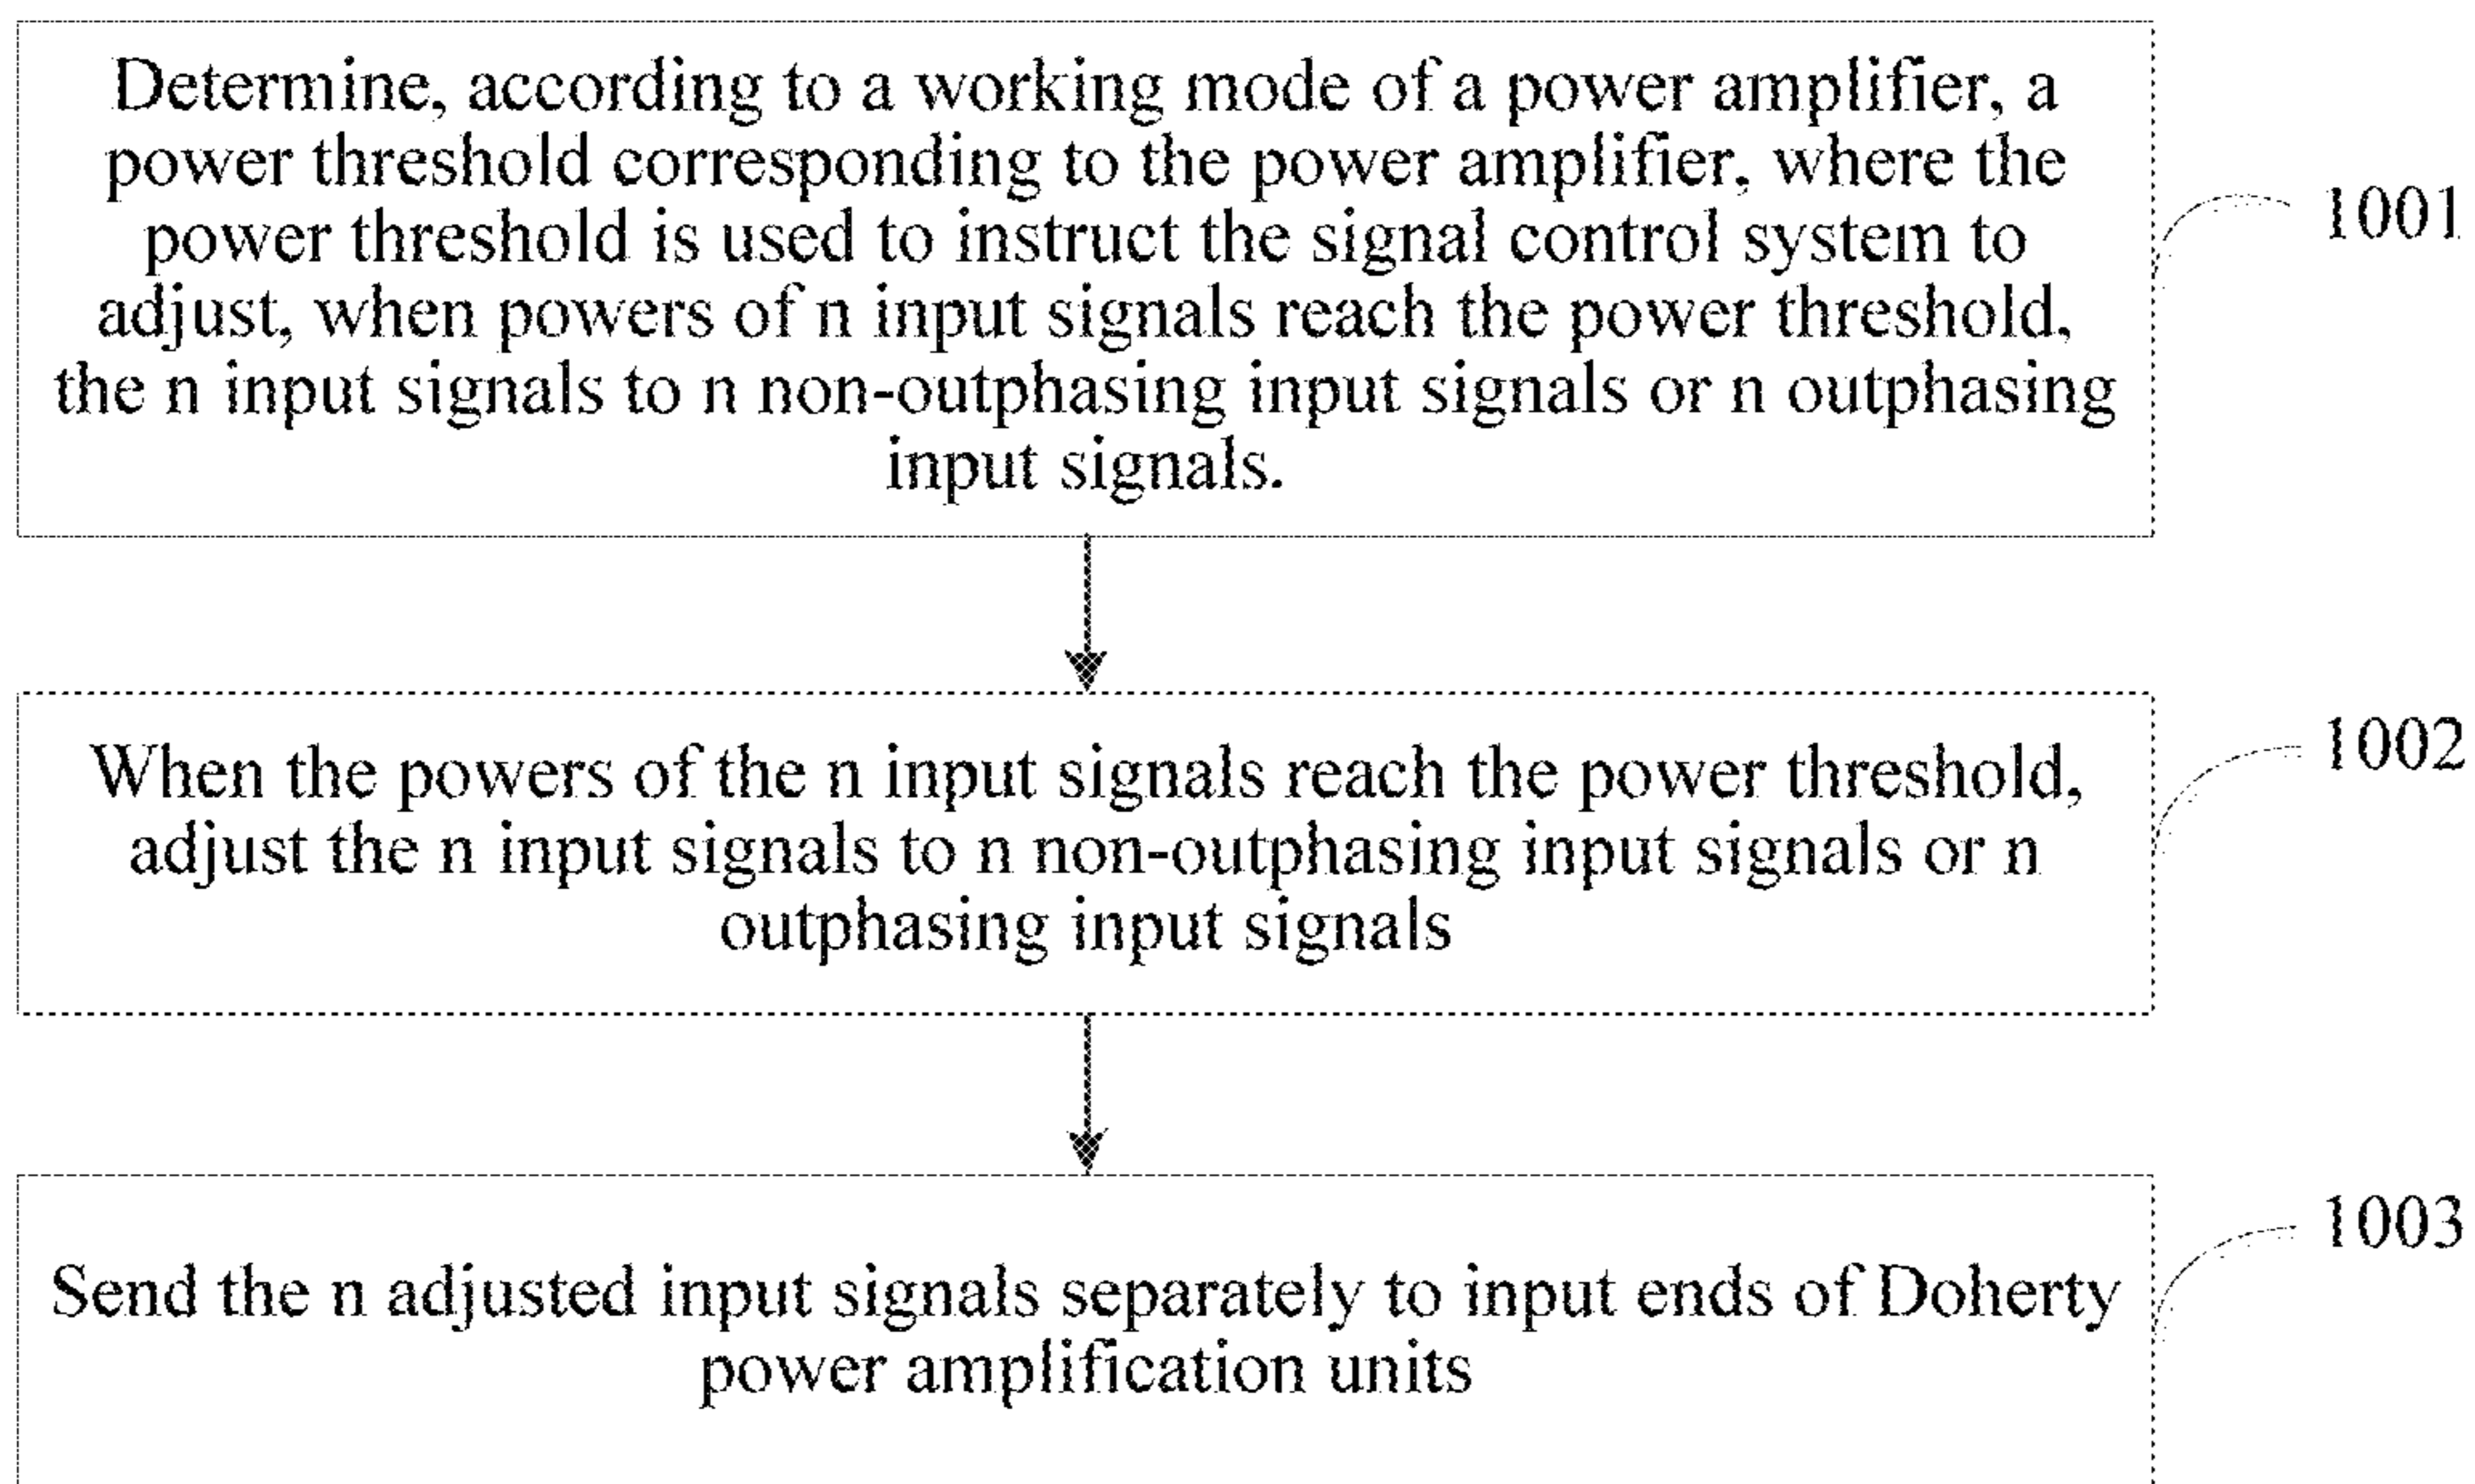 Determine, according to a working mode of a power amplifier, a
power threshold corresponding to the power amplifier, where the
power threshold is used to instruct the signal control system to
adjust, when powers of n input signals reach the power threshold,
the n input signals to n non-outphasing input signals or n outphasing
input signals.
1001
When the powers of the n input signals reach the power threshold,
adjust the n input signals to n non-outphasing input signals or n
outphasing input signals
1002
Send the n adjusted input signals separately to input ends of Doherty
power amplification units
1003